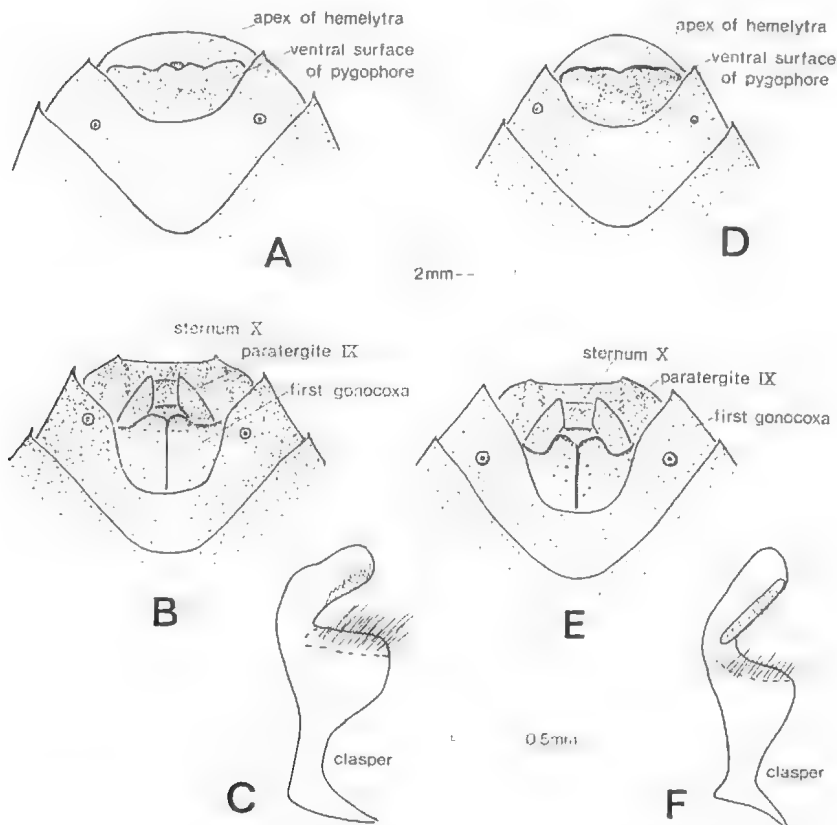 apex of hemelytra
ventral surface
of pygophore
A
apex of hemelytra
ventral surface
of pygophore
D
2mm
sternum X
paratergite IX
first gonocoxa
B
sternum X
paratergite IX
first gonocoxa
E
C
clasper
0.5mm
F
clasper